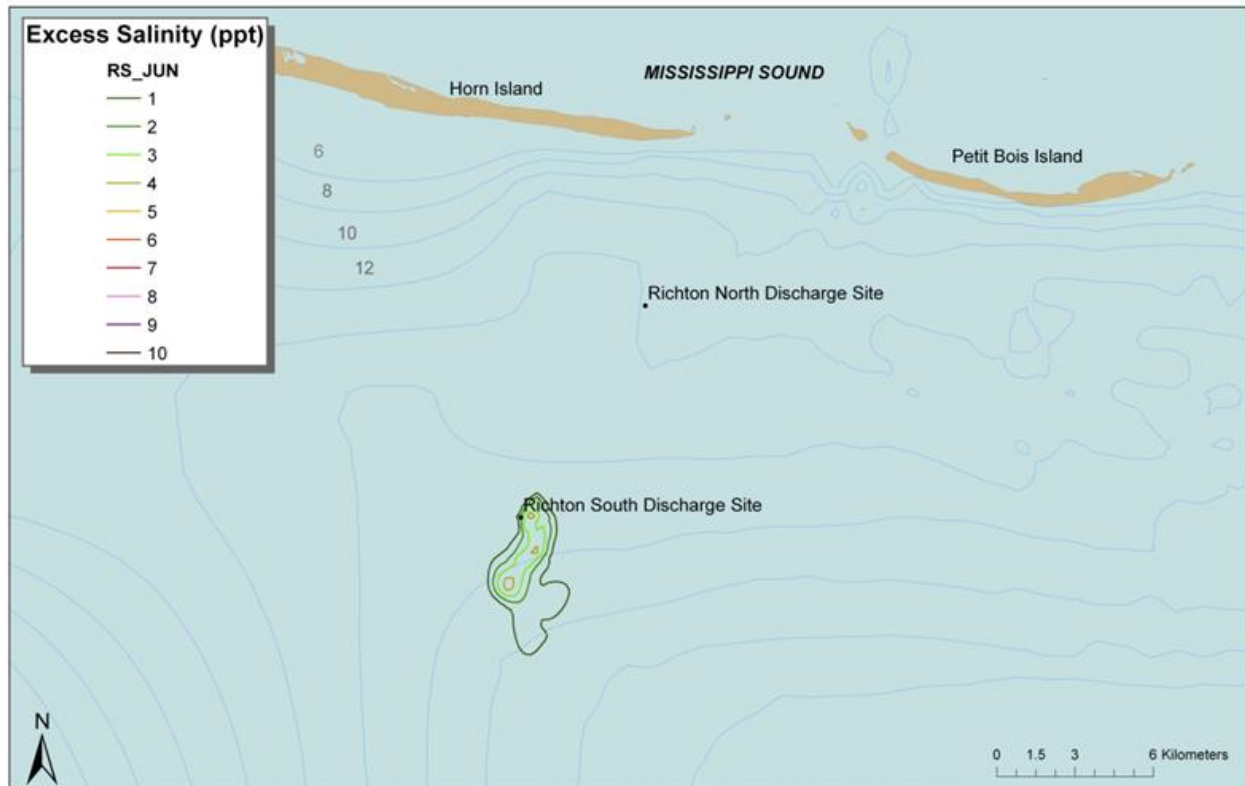 Excess Salinity (ppt)
RS_JUN
1
2
3
4
5
6
7
8
9
10
MISSISSIPPI SOUND
Horn Island
Petit Bois Island
6
8
10
12
Richton North Discharge Site
Richton South Discharge Site
N
0 1.5 3 6 Kilometers